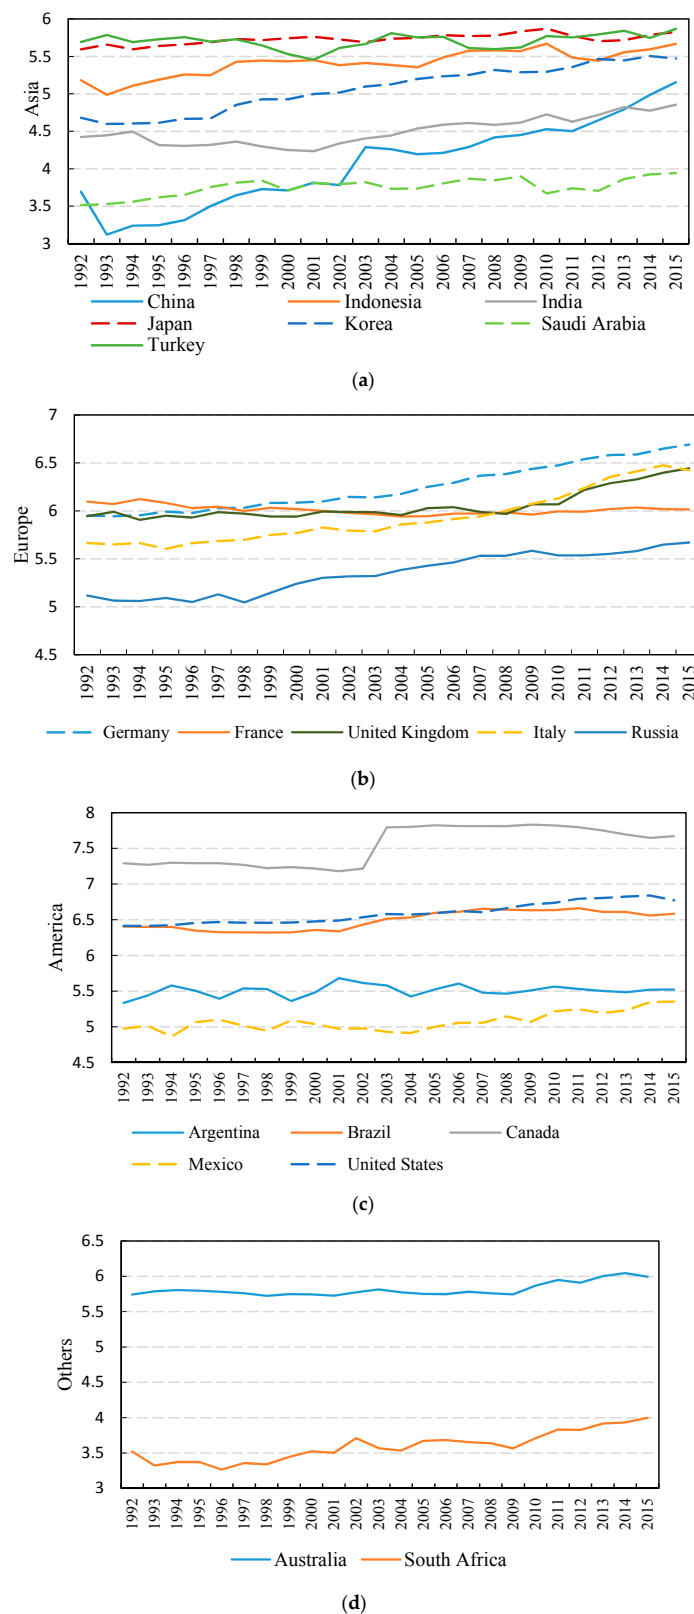 6
5.5
5
4.5
4
3.5
3
Asia
1992 1993 1994 1995 1996 1997 1998 1999 2000 2001 2002 2003 2004 2005 2006 2007 2008 2009 2010 2011 2012 2013 2014 2015
China Indonesia India
Japan Korea Saudi Arabia
Turkey
(a)
7
6.5
6
5.5
5
4.5
Europe
1992 1993 1994 1995 1996 1997 1998 1999 2000 2001 2002 2003 2004 2005 2006 2007 2008 2009 2010 2011 2012 2013 2014 2015
Germany France United Kingdom Italy Russia
(b)
8
7.5
7
6.5
6
5.5
5
4.5
America
1992 1993 1994 1995 1996 1997 1998 1999 2000 2001 2002 2003 2004 2005 2006 2007 2008 2009 2010 2011 2012 2013 2014 2015
Argentina Brazil Canada
Mexico United States
(c)
6.5
6
5.5
5
4.5
4
3.5
3
Others
1992 1993 1994 1995 1996 1997 1998 1999 2000 2001 2002 2003 2004 2005 2006 2007 2008 2009 2010 2011 2012 2013 2014 2015
Australia South Africa
(d)